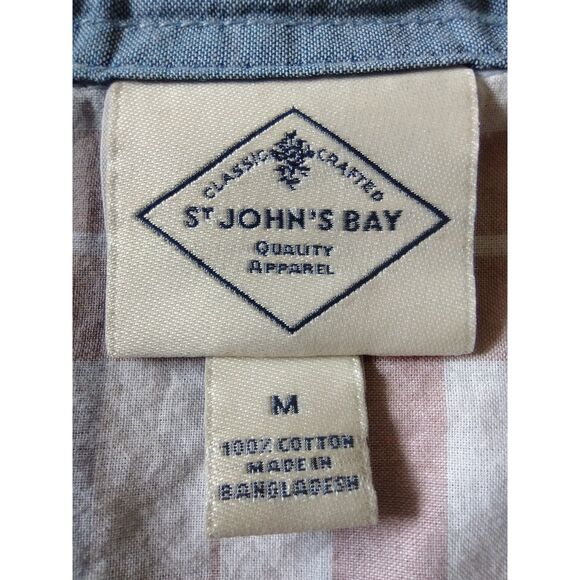 CLASSIC CRAFTED
ST JOHN'S BAY
QUALITY
APPAREL
M
100% COTTON
MADE IN
BANGLADESH